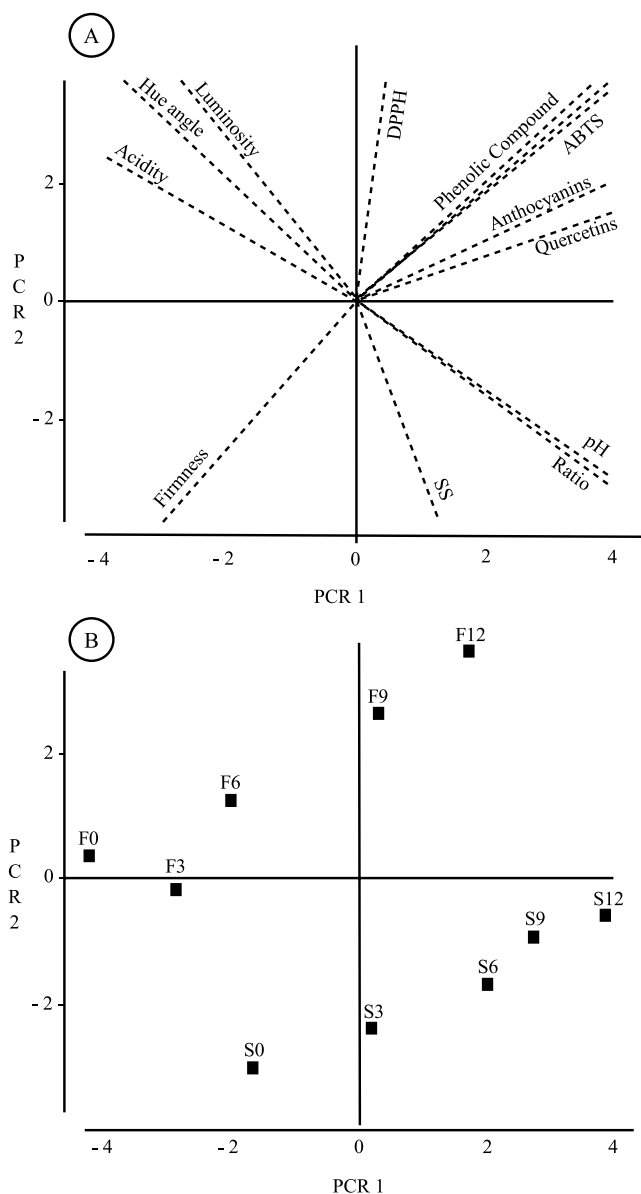 A
Luminosity
Hue angle
Acidity
DPPH
Phenolic Compound
ABTS
Anthocyanins
Quercetins
2
0
- 2
P
C
R
2
Firmness
SS
pH
Ratio
- 4
- 2
0
2
4
PCR 1
B
F12
F9
2
F6
F0
F3
P
C
R
2
0
S12
S9
S6
- 2
S3
S0
- 4
- 2
0
2
4
PCR 1